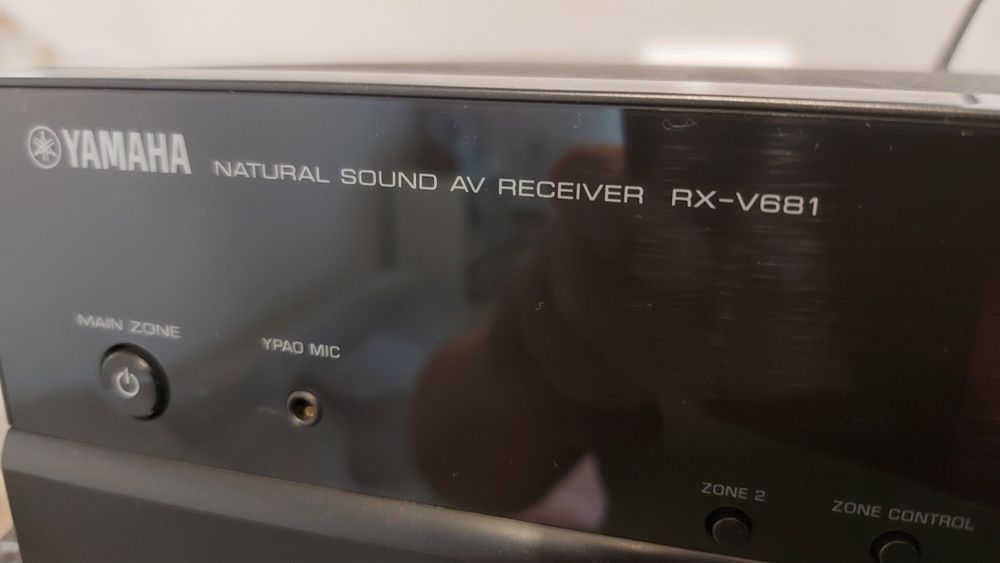 YAMAHA NATURAL SOUND AV RECEIVER RX-V681
MAIN ZONE
YPAO MIC
ZONE 2
ZONE CONTROL